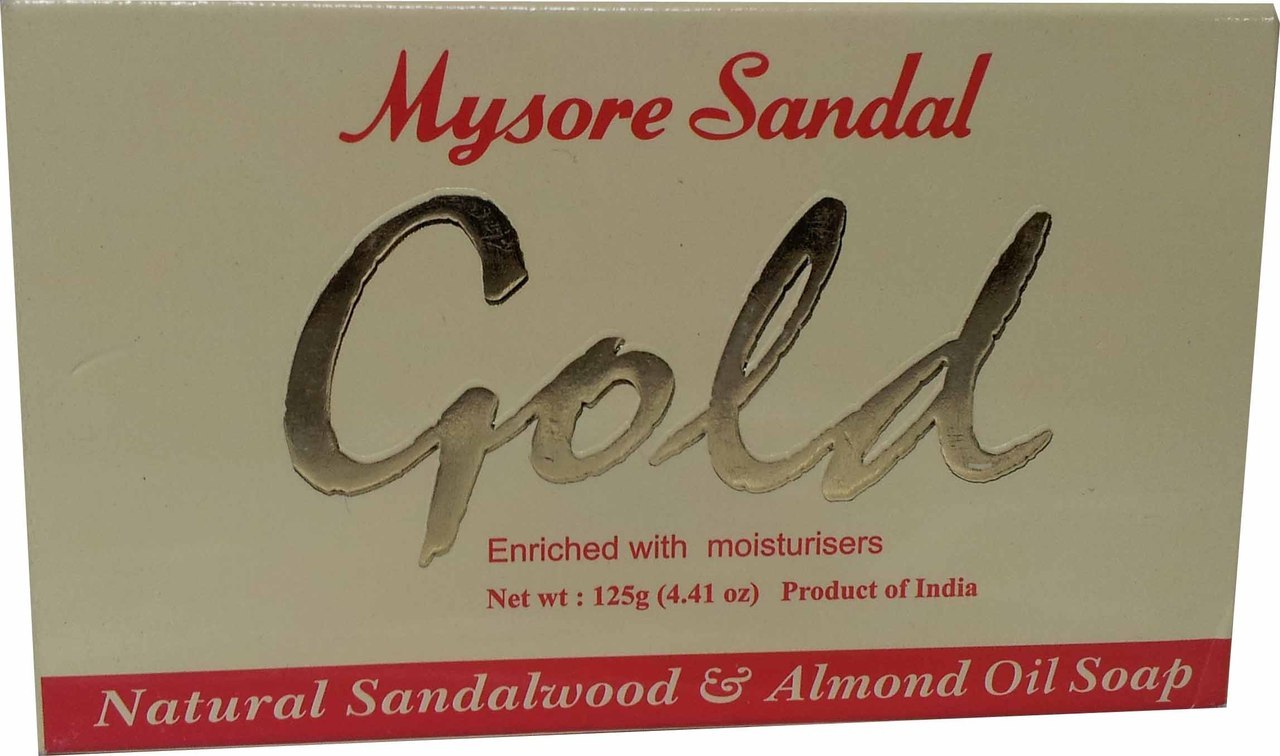 Mysore Sandal
Gold
Enriched with moisturisers
Net wt : 125g (4.41 oz) Product of India
Natural Sandalwood & Almond Oil Soap